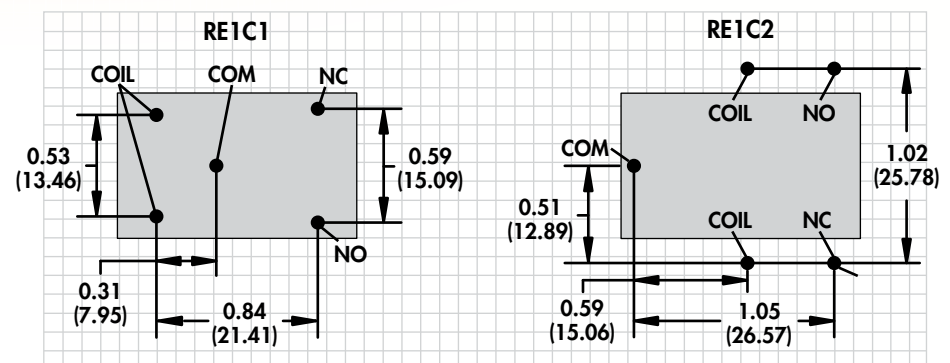 RE1C1
COIL
COM
NC
0.53
(13.46)
0.59
(15.09)
NO
0.31
(7.95)
0.84
(21.41)
RE1C2
COIL
NO
COM
1.02
(25.78)
0.51
(12.89)
COIL
NC
0.59
(15.06)
1.05
(26.57)